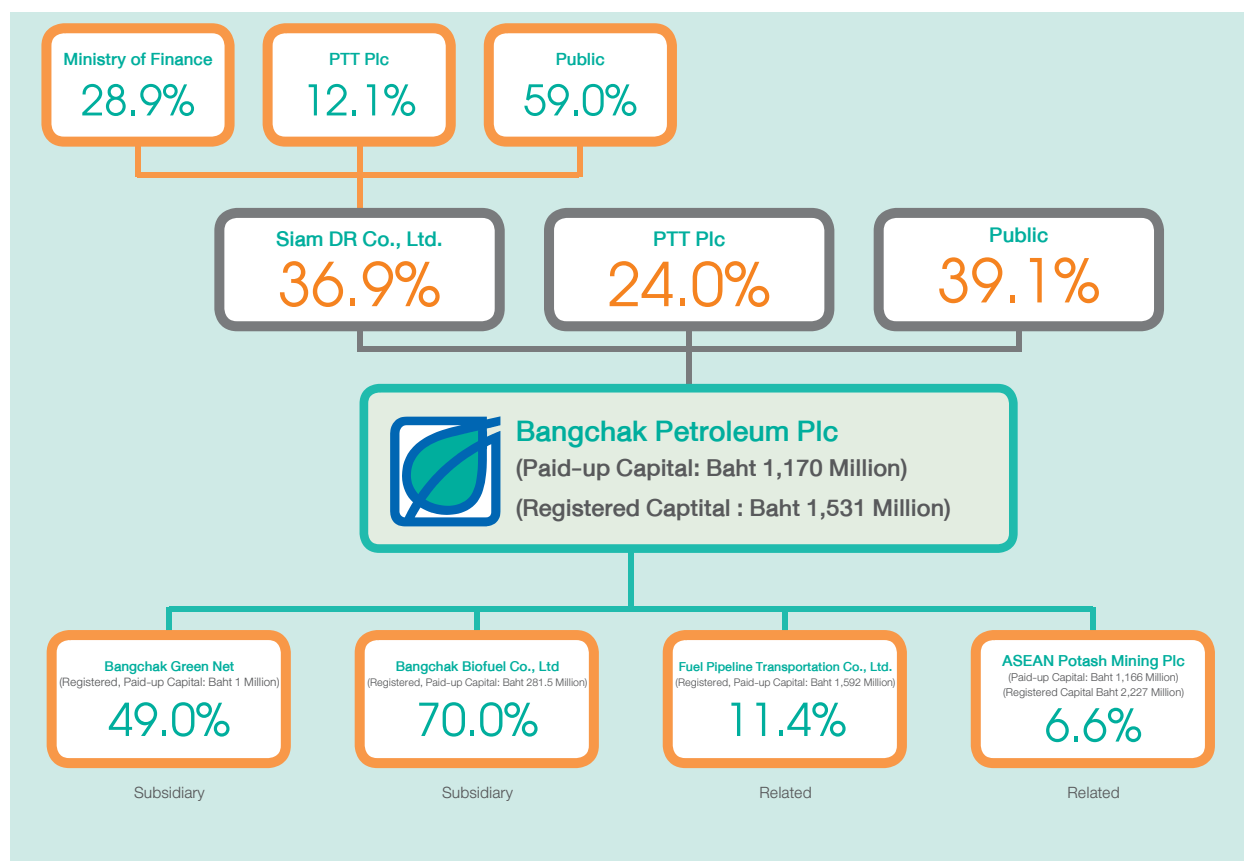 Ministry of Finance
28.9%
PTT Plc
12.1%
Public
59.0%
Siam DR Co., Ltd.
36.9%
PTT Plc
24.0%
Public
39.1%
Bangchak Petroleum Plc
(Paid-up Capital: Baht 1,170 Million)
(Registered Captital : Baht 1,531 Million)
Bangchak Green Net
(Registered, Paid-up Capital: Baht 1 Million)
49.0%
Subsidiary
Bangchak Biofuel Co., Ltd
(Registered, Paid-up Capital: Baht 281.5 Million)
70.0%
Subsidiary
Fuel Pipeline Transportation Co., Ltd.
(Registered, Paid-up Capital: Baht 1,592 Million)
11.4%
Related
ASEAN Potash Mining Plc
(Paid-up Capital: Baht 1,166 Million)
(Registered Capital Baht 2,227 Million)
6.6%
Related